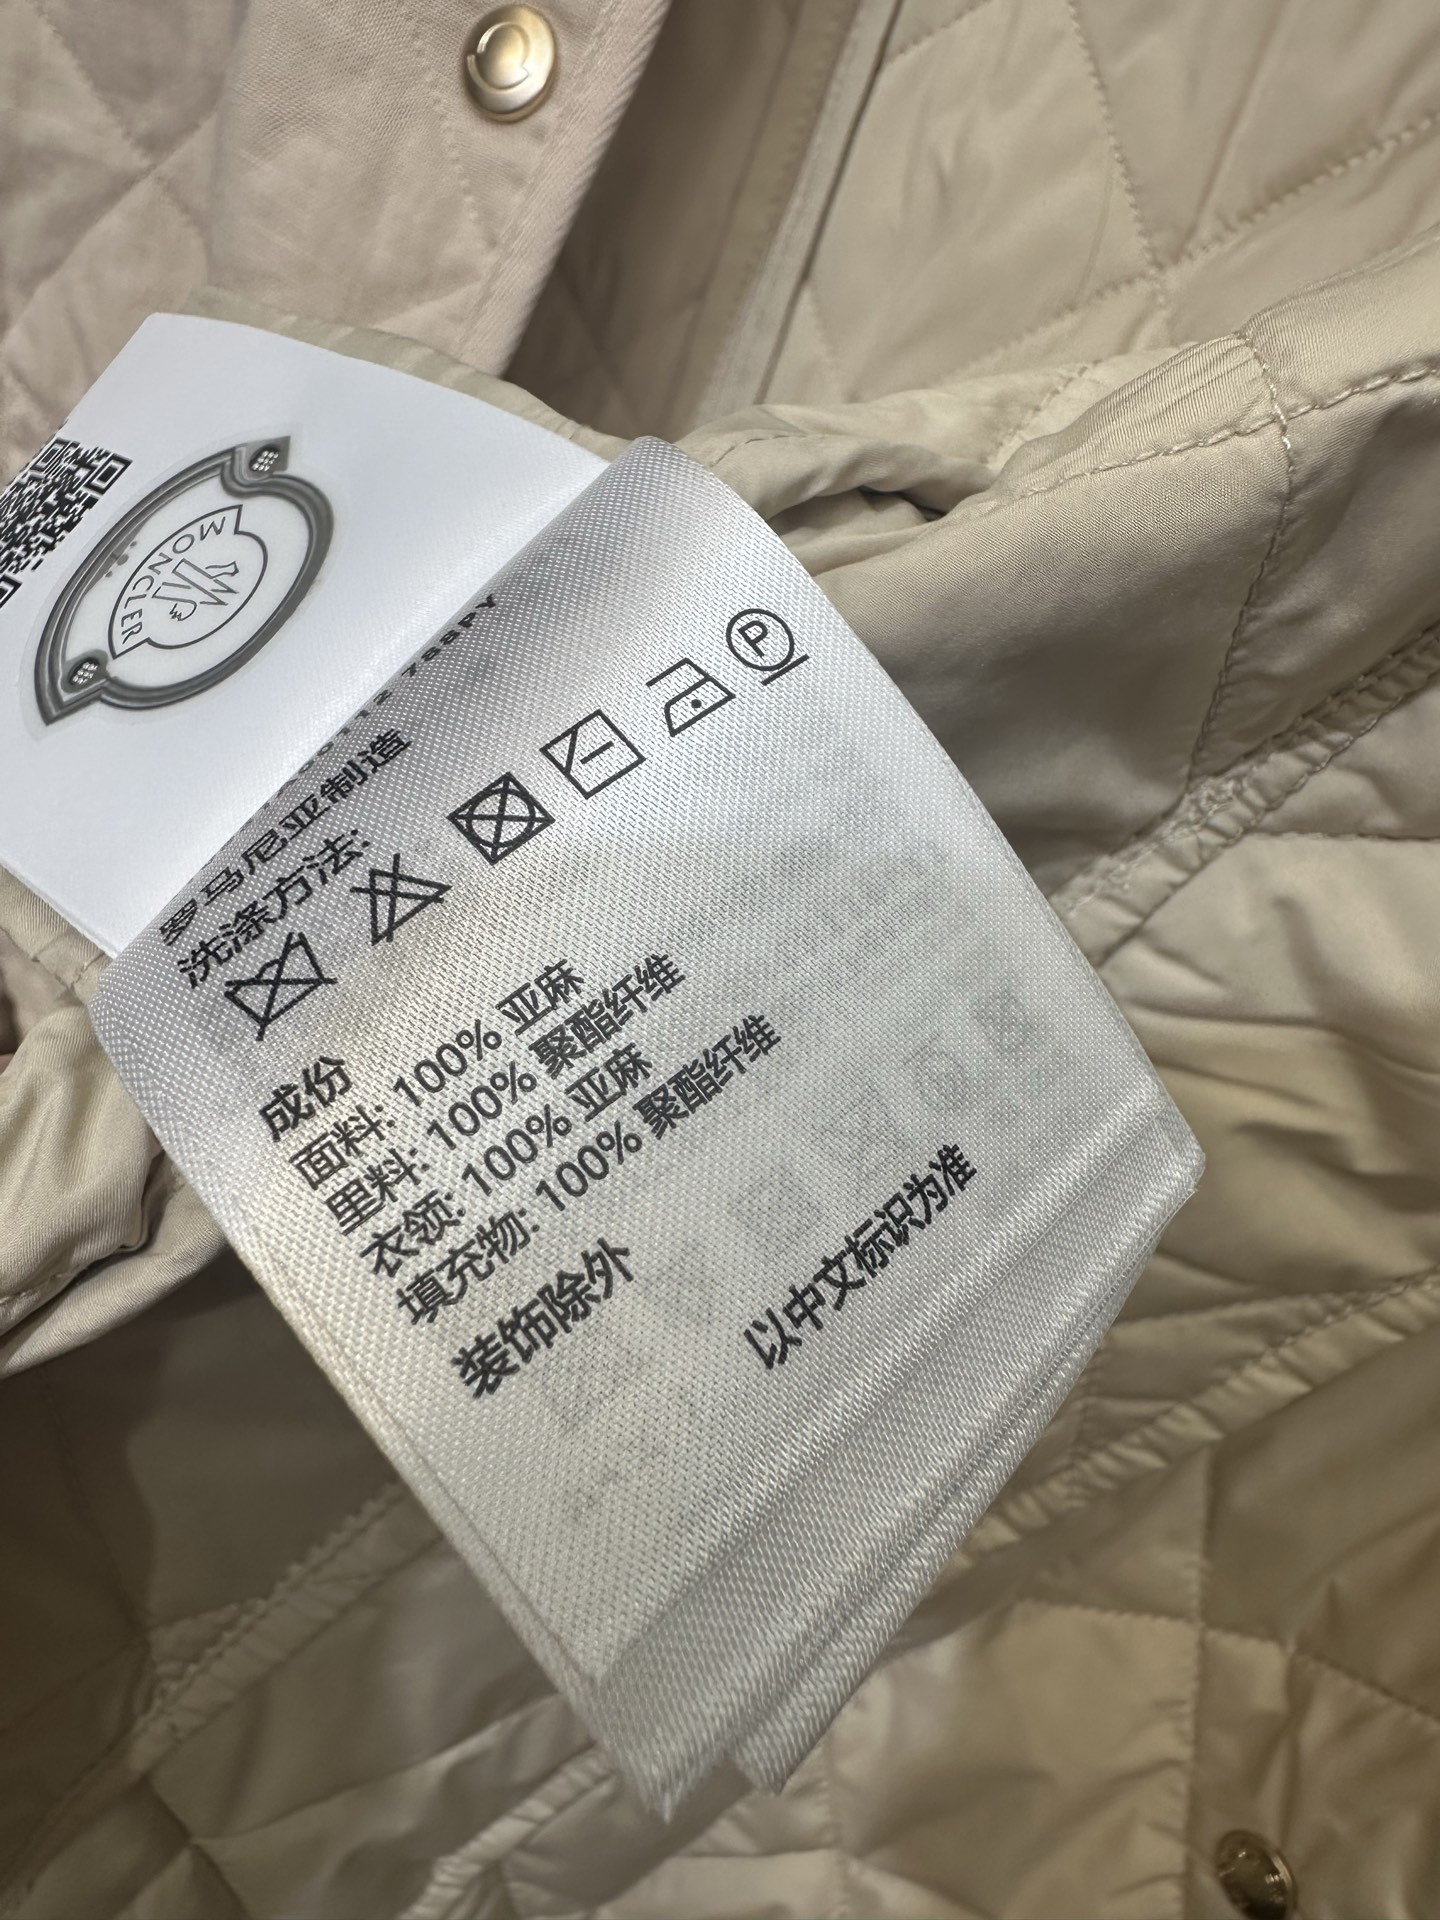 MONCLER
罗马尼亚制造
洗涤方法:
P
成份
面料: 100% 亚麻
里料: 100% 聚酯纤维
衣领: 100% 亚麻
填充物: 100% 聚酯纤维
装饰除外
以中文标识为准